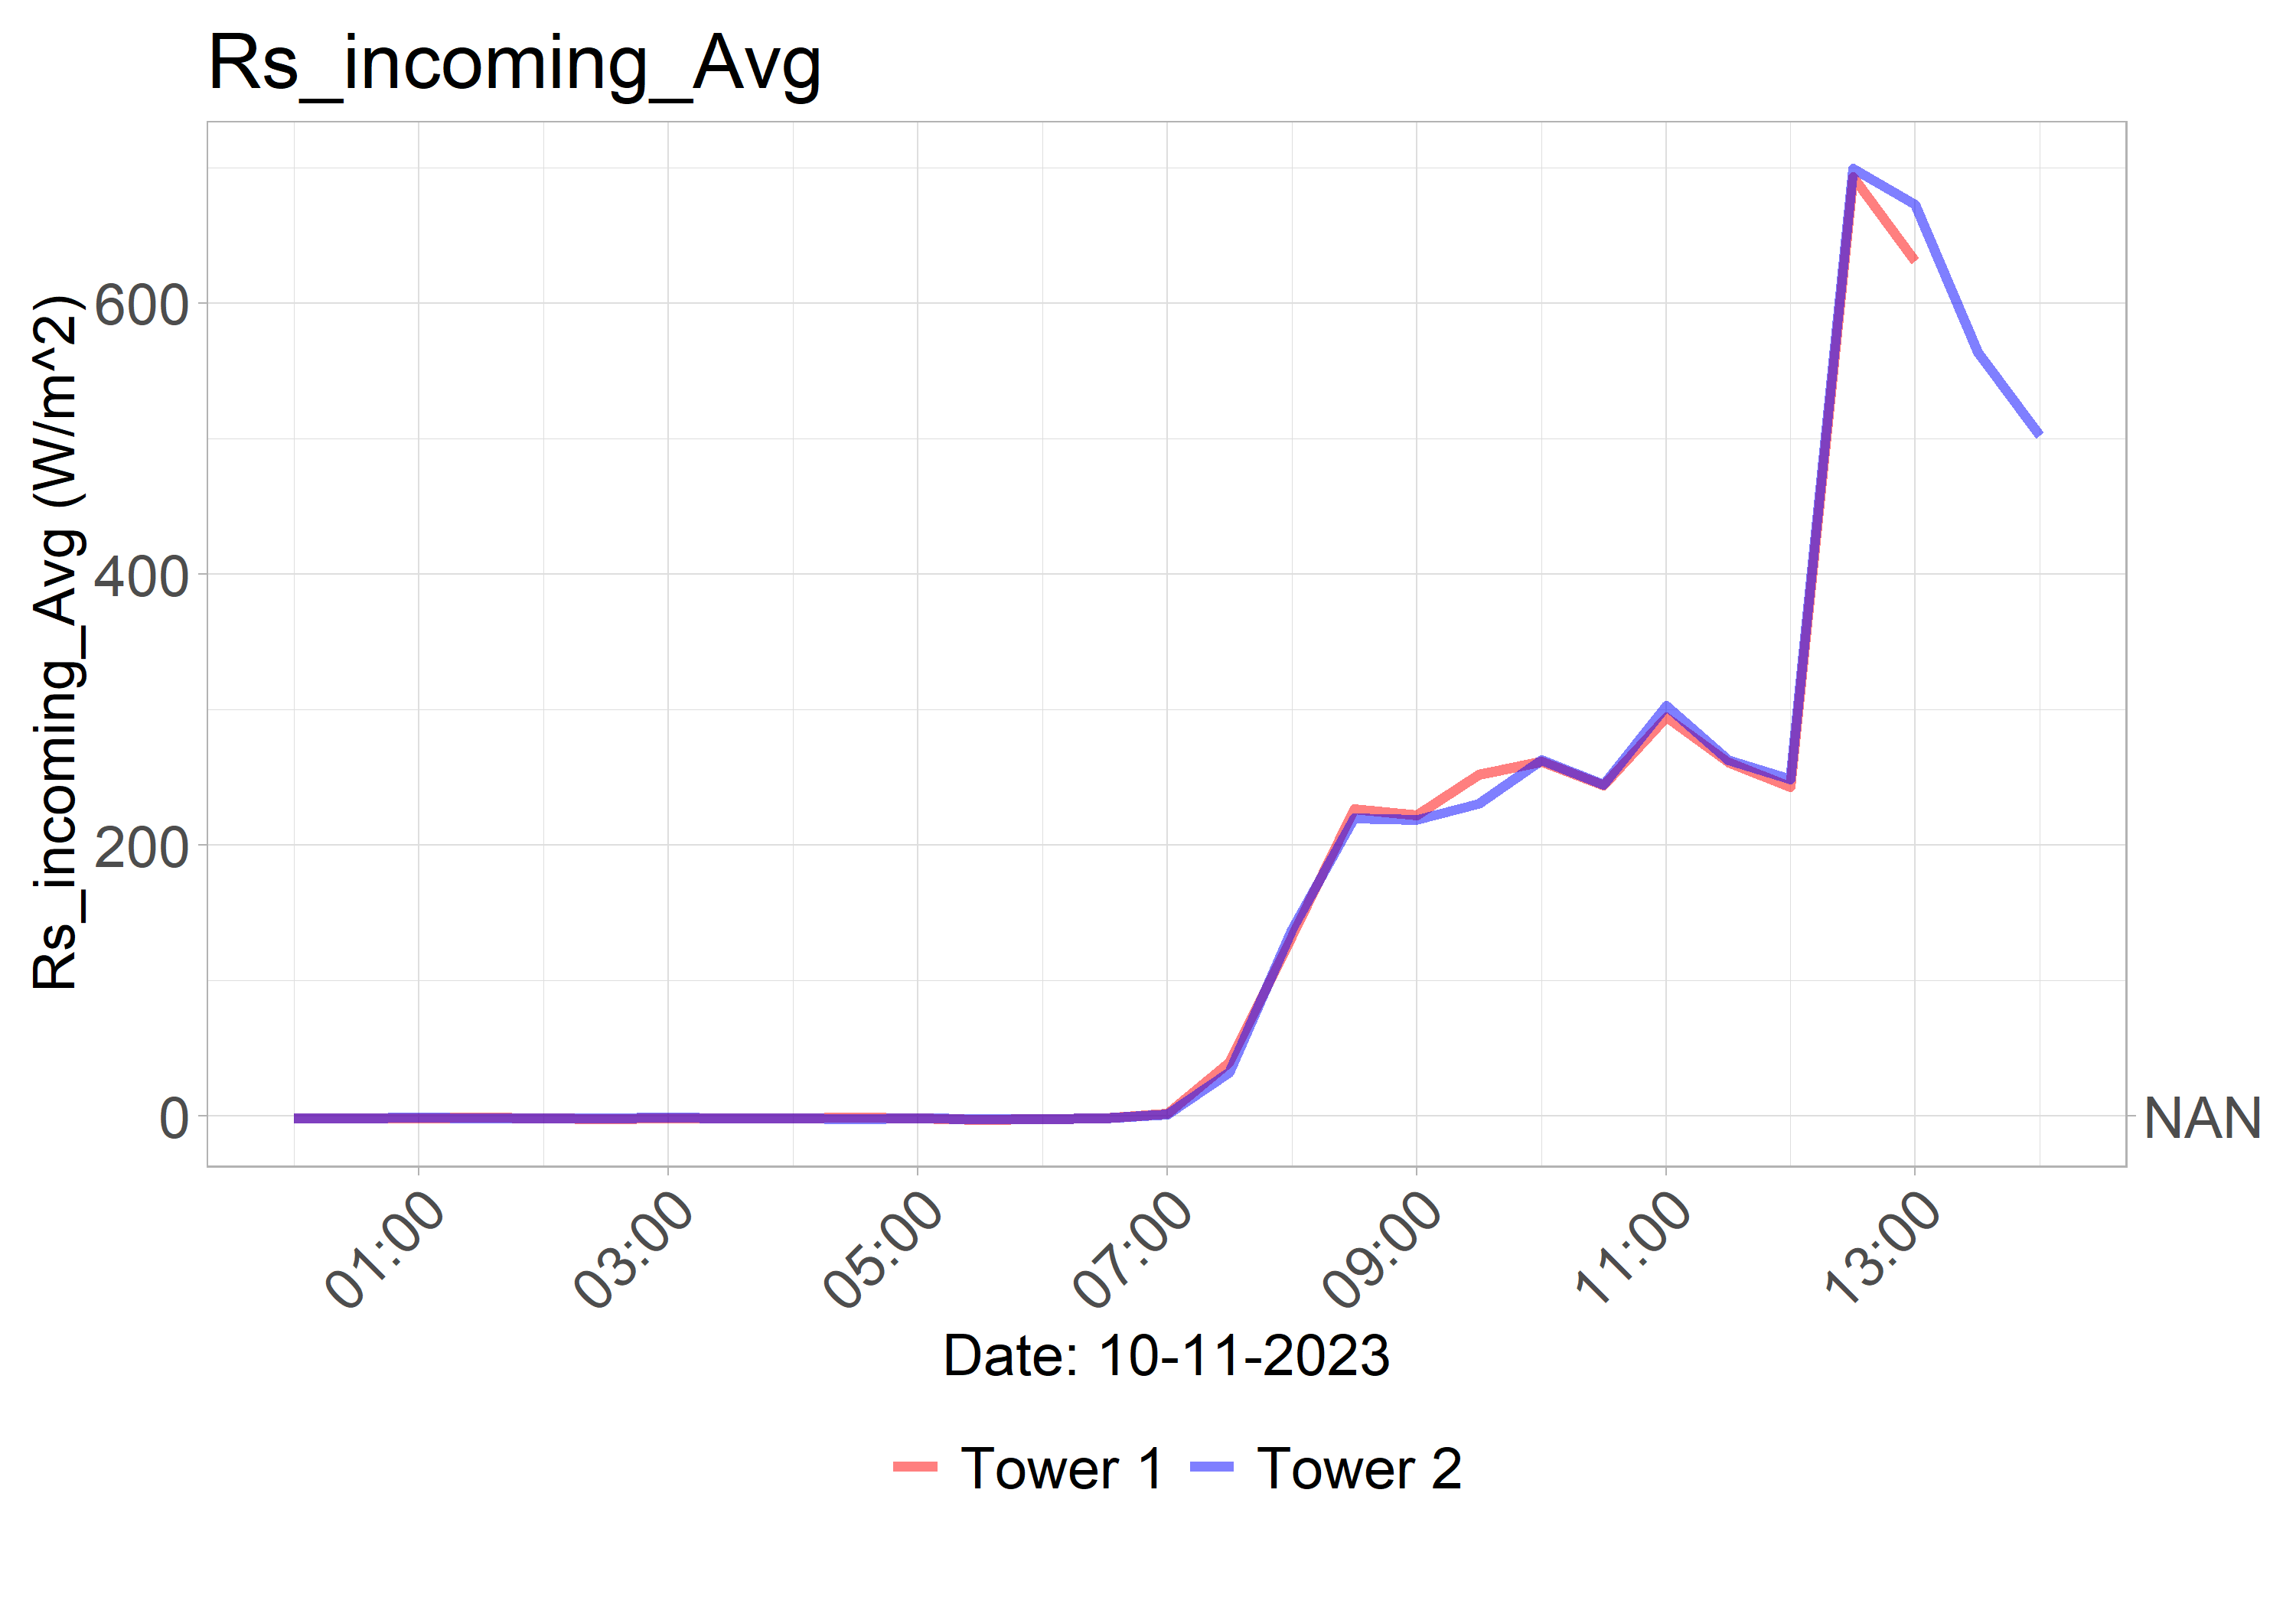 Rs_incoming_Avg
Rs_incoming_Avg (W/m^2)
600
400
200
0
NAN
01:00
03:00
05:00
07:00
09:00
11:00
13:00
Date: 10-11-2023
Tower 1
Tower 2